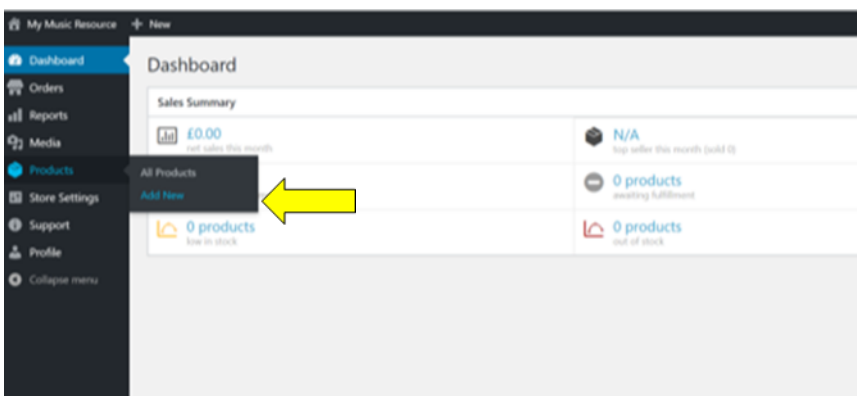 My Music Resource + New
Dashboard
Orders
Reports
Media
Products
Store Settings
Support
Profile
Collapse menu
All Products
Add New
Dashboard
Sales Summary
£0.00
net sales this month
N/A
top seller this month (sold 0)
0 products
awaiting fulfillment
0 products
low in stock
0 products
out of stock